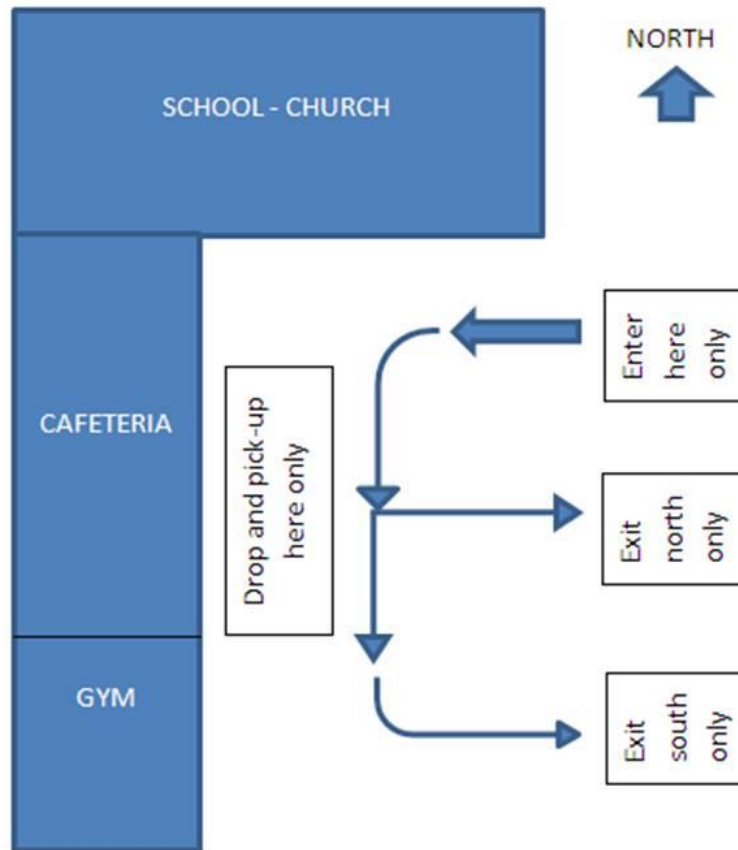 SCHOOL - CHURCH
NORTH
Enter
here
only
CAFETERIA
Drop and pick-up
here only
Exit
north
only
GYM
Exit
south
only